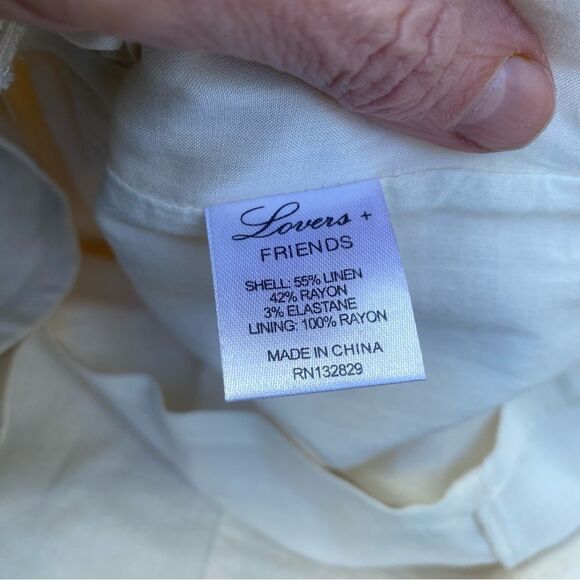 Lovers +
FRIENDS
SHELL: 55% LINEN
42% RAYON
3% ELASTANE
LINING: 100% RAYON
MADE IN CHINA
RN132829